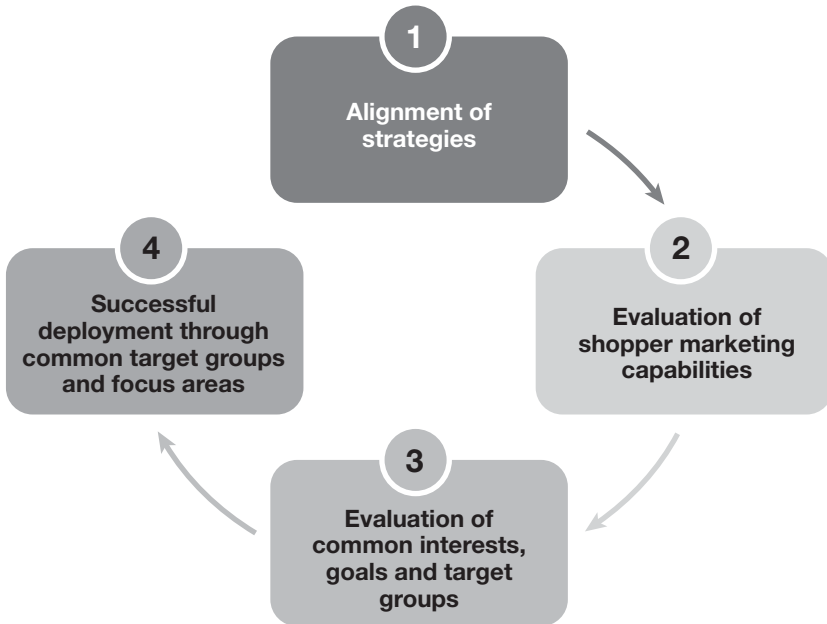 1
Alignment of
strategies
2
Evaluation of
shopper marketing
capabilities
3
Evaluation of
common interests,
goals and target
groups
4
Successful
deployment through
common target groups
and focus areas